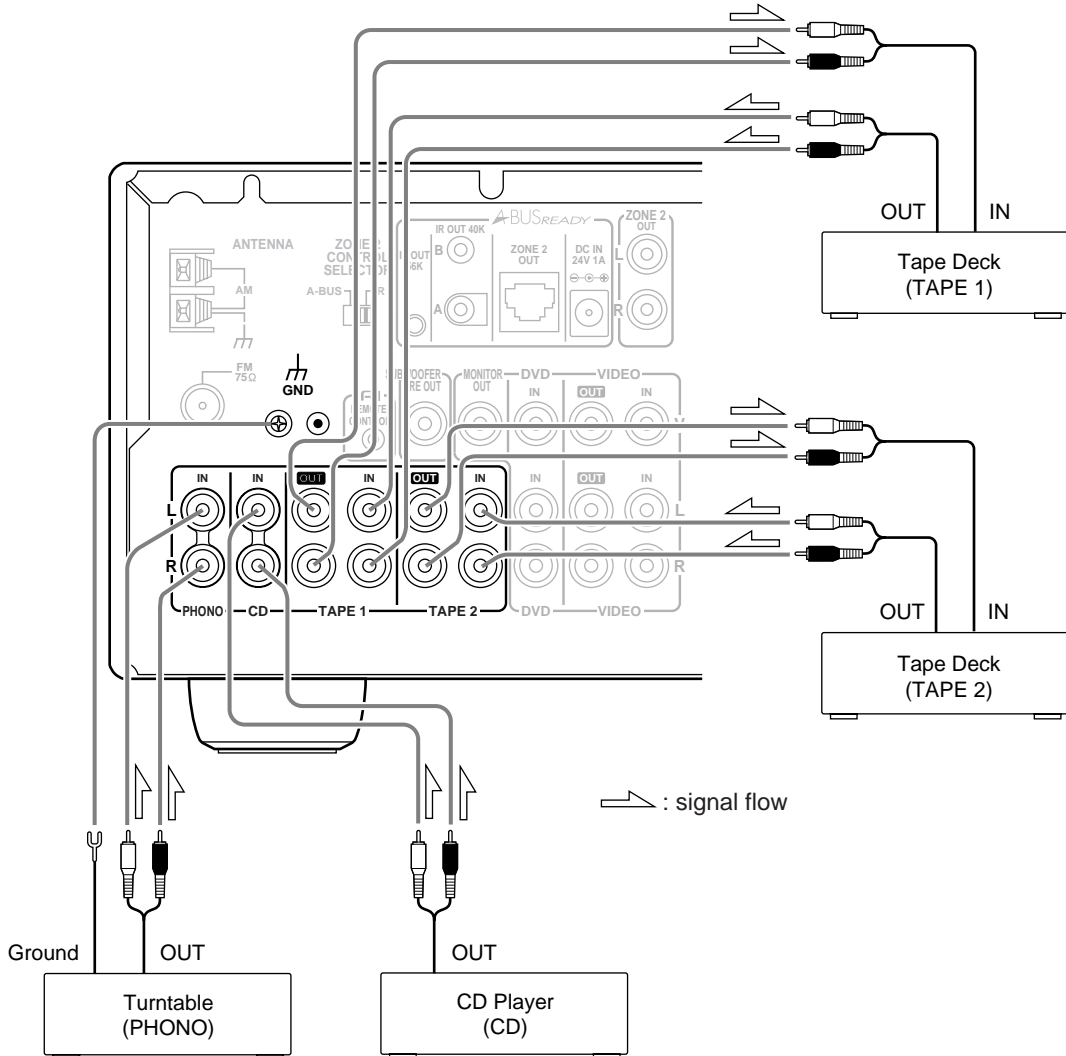 OUT IN
Tape Deck
(TAPE 1)
A-BUS READY
ZONE 2
OUT
IR OUT 40K
ANTENNA
ZONE 2
CONTROL
SELECTOR
OUT
B
ZONE 2
OUT
DC IN
24V 1A
L
A-BUS
AM
A
R
FM
75Ω
GND
MONITOR
OUT
DVD
VIDEO
IN
OUT
IN
IN IN OUT IN OUT IN IN OUT IN
L L
R R
PHONO CD TAPE 1 TAPE 2 DVD VIDEO
OUT IN
Tape Deck
(TAPE 2)
: signal flow
Ground OUT
Turntable
(PHONO)
OUT
CD Player
(CD)